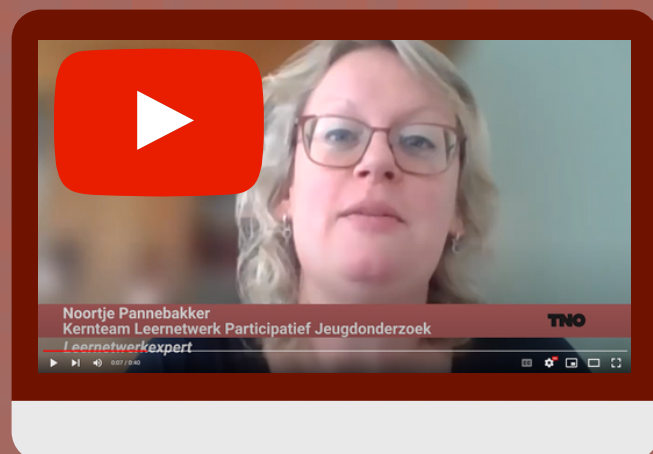 Noortje Pannebakker
Kernteam Leernetwerk Participatief Jeugdonderzoek
TNO
Leernetwerkexpert
0:07 / 0:40